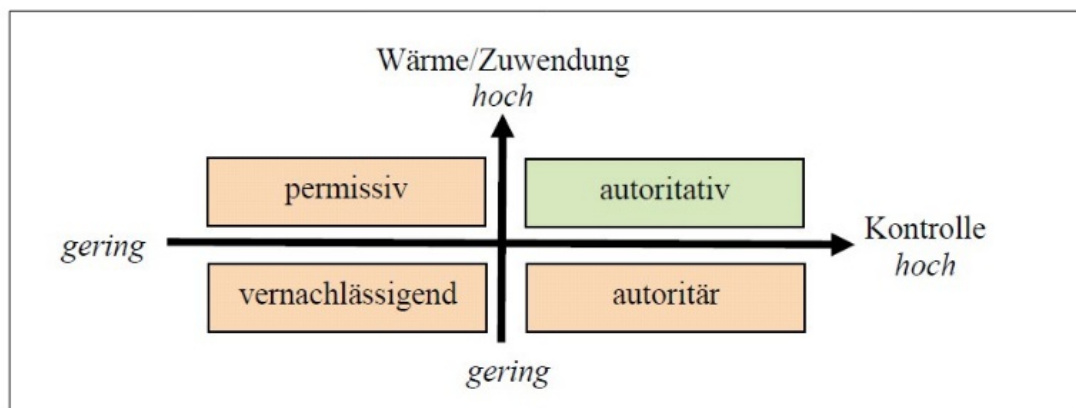 Wärme/Zuwendung
hoch
permissiv
autoritativ
gering
Kontrolle
hoch
vernachlässigend
autoritär
gering